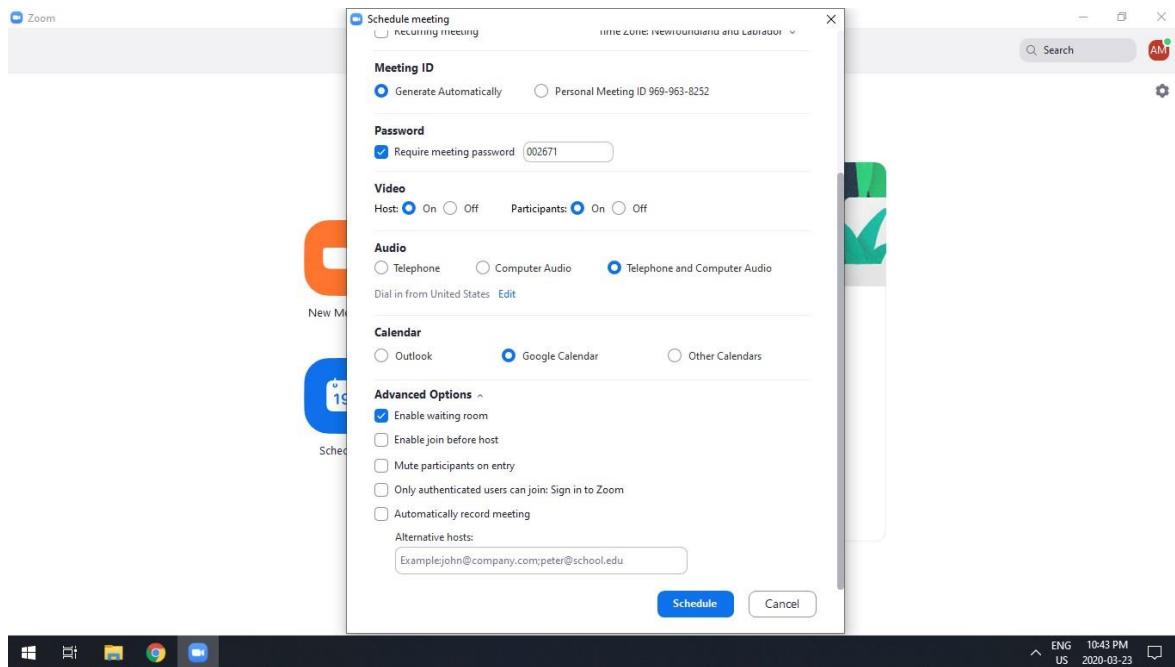 Zoom
Schedule meeting
Search
AM
Recurring meeting Time Zone: Newfoundland and Labrador
Meeting ID
Generate Automatically Personal Meeting ID 969-963-8252
Password
Require meeting password 002671
Video
Host: On Off Participants: On Off
Audio
Telephone Computer Audio Telephone and Computer Audio
Dial in from United States Edit
New M
Calendar
Outlook Google Calendar Other Calendars
Advanced Options
19
Enable waiting room
Enable join before host
Sched
Mute participants on entry
Only authenticated users can join: Sign in to Zoom
Automatically record meeting
Alternative hosts:
Example:john@company.com;peter@school.edu
Schedule Cancel
ENG 10:43 PM
US 2020-03-23